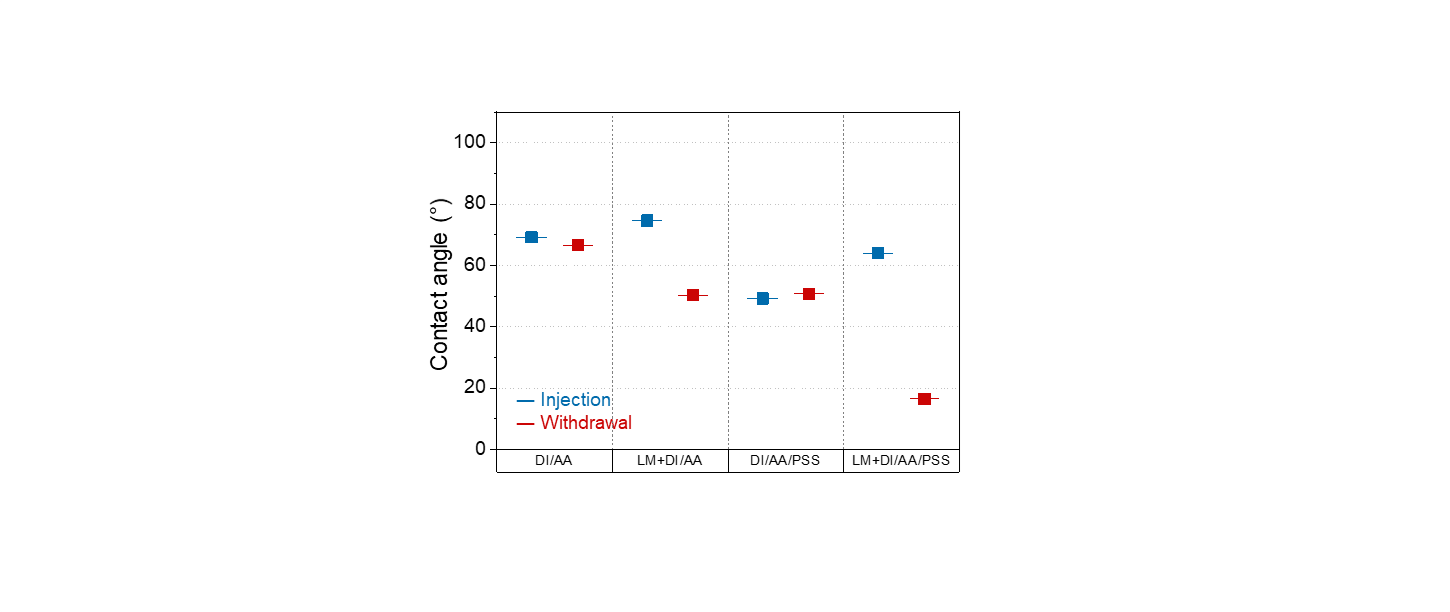 Contact angle (°)
100
80
60
40
20
0
Injection
Withdrawal
DI/AA
LM+DI/AA
DI/AA/PSS
LM+DI/AA/PSS